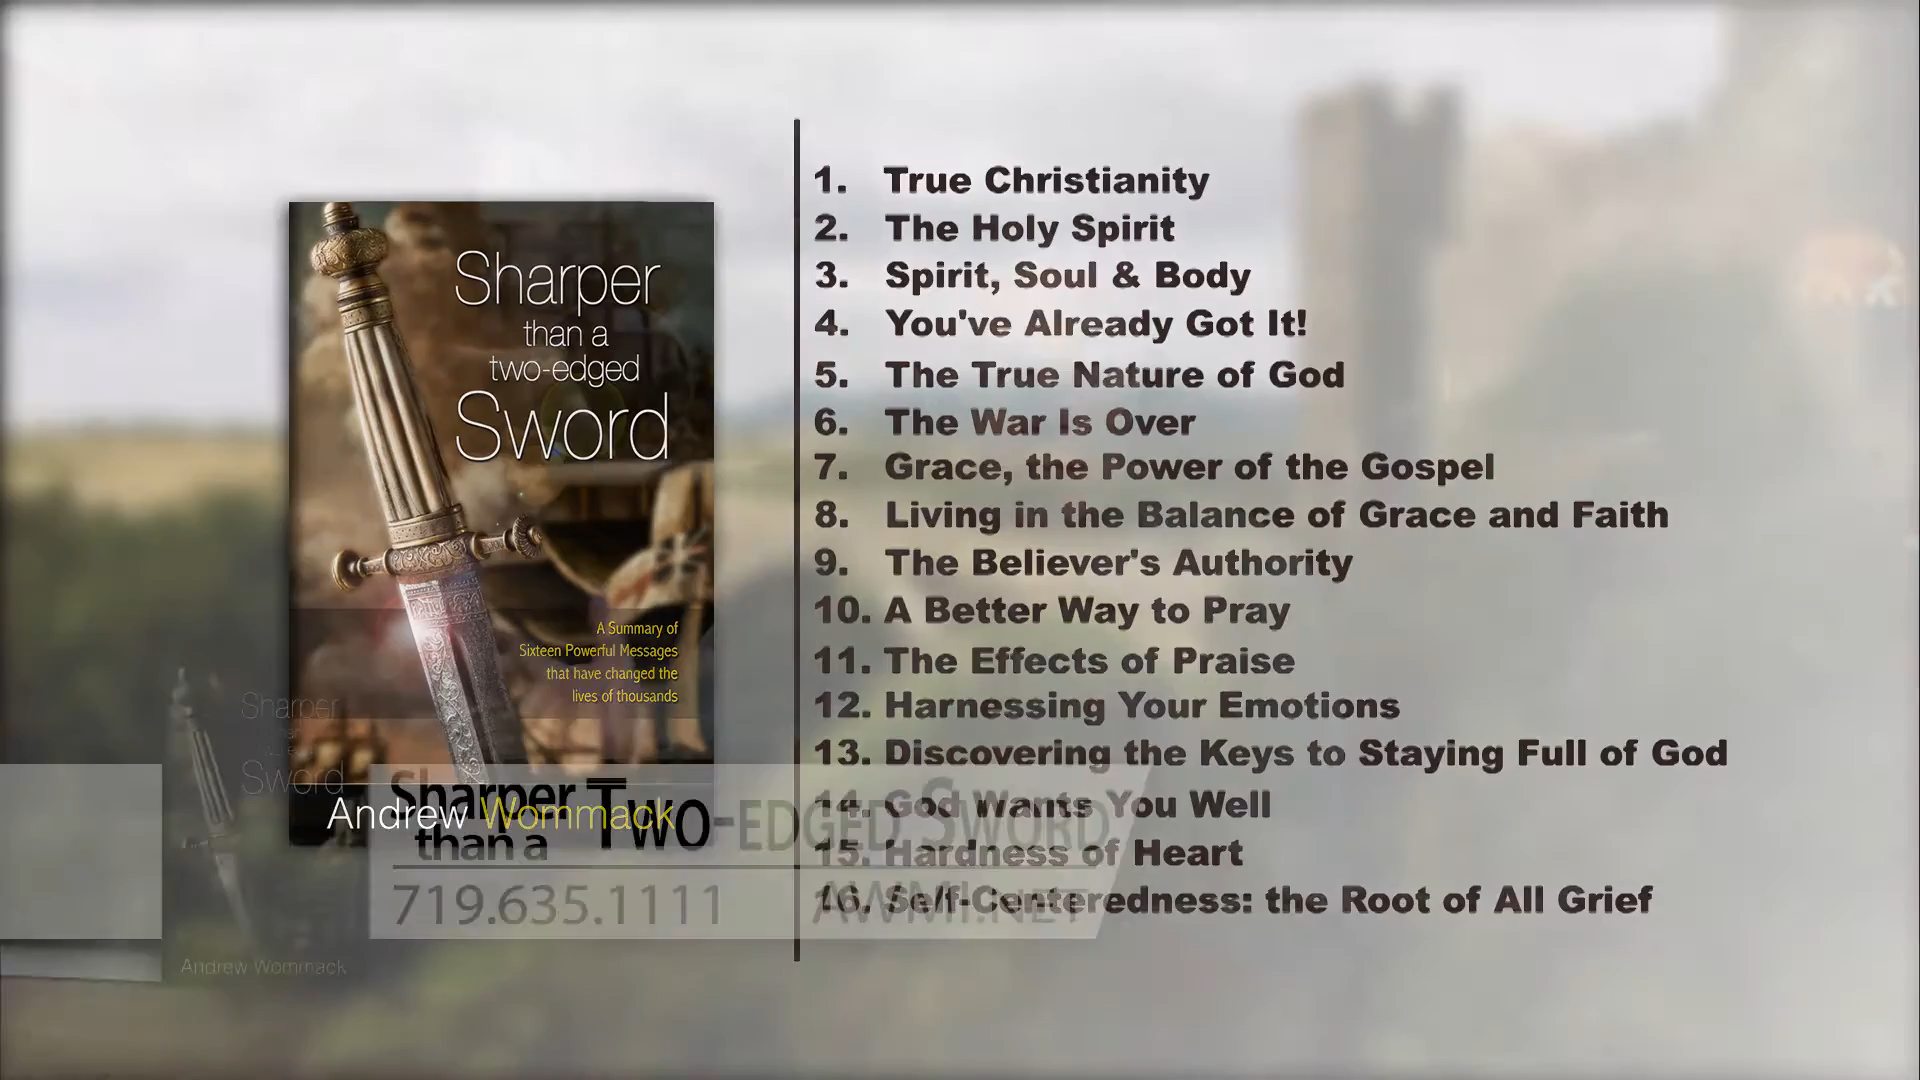 Sharper
than a
two-edged
Sword
A Summary of
Sixteen Powerful Messages
that have changed the
lives of thousands
Andrew Wommack
1. True Christianity
2. The Holy Spirit
3. Spirit, Soul & Body
4. You've Already Got It!
5. The True Nature of God
6. The War Is Over
7. Grace, the Power of the Gospel
8. Living in the Balance of Grace and Faith
9. The Believer's Authority
10. A Better Way to Pray
11. The Effects of Praise
12. Harnessing Your Emotions
13. Discovering the Keys to Staying Full of God
14. God Wants You Well
15. Hardness of Heart
16. Self-Centeredness: the Root of All Grief
Sharper
Sword
Andrew Wommack
Sharper than a Two-edged Sword
719.635.1111 AWMI.NET